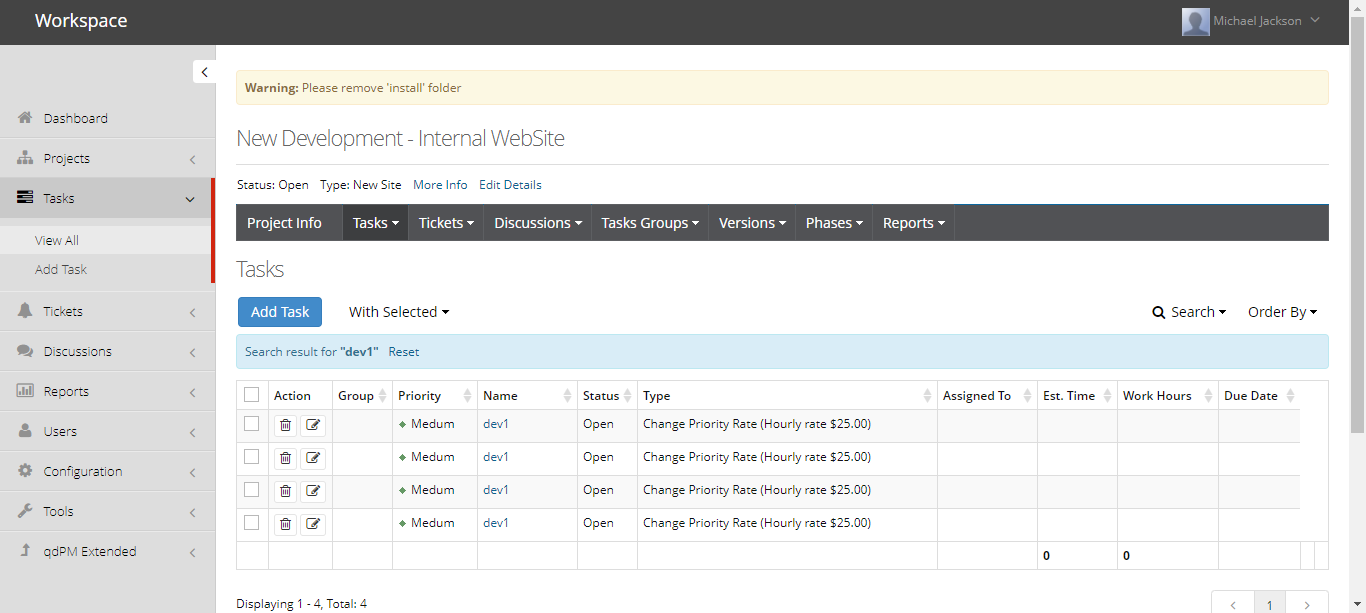 Workspace
Michael Jackson
Warning: Please remove 'install' folder
Dashboard
Projects
Tasks
View All
Add Task
Tickets
Discussions
Reports
Users
Configuration
Tools
qdPM Extended
New Development - Internal WebSite
Status: Open Type: New Site More Info Edit Details
Project Info Tasks Tickets Discussions Tasks Groups Versions Phases Reports
Tasks
Add Task With Selected Search Order By
Search result for "dev1" Reset
Action Group Priority Name Status Type Assigned To Est. Time Work Hours Due Date
Medum dev1 Open Change Priority Rate (Hourly rate $25.00)
Medum dev1 Open Change Priority Rate (Hourly rate $25.00)
Medum dev1 Open Change Priority Rate (Hourly rate $25.00)
Medum dev1 Open Change Priority Rate (Hourly rate $25.00)
0 0
Displaying 1 - 4, Total: 4
1